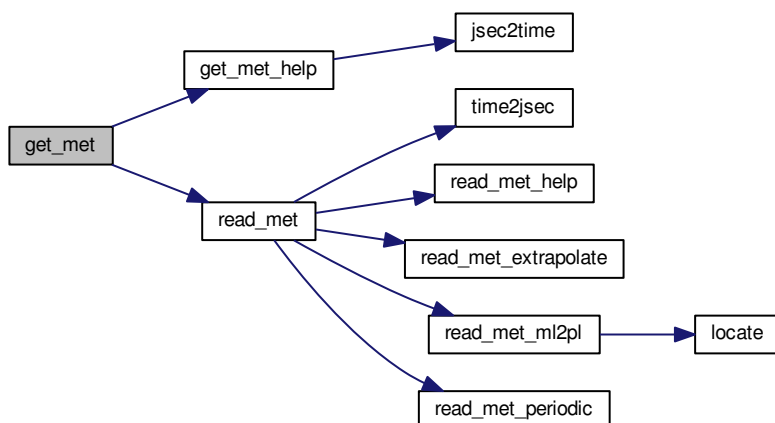 jsec2time
get_met_help
time2jsec
get_met
read_met_help
read_met
read_met_extrapolate
read_met_ml2pl
locate
read_met_periodic